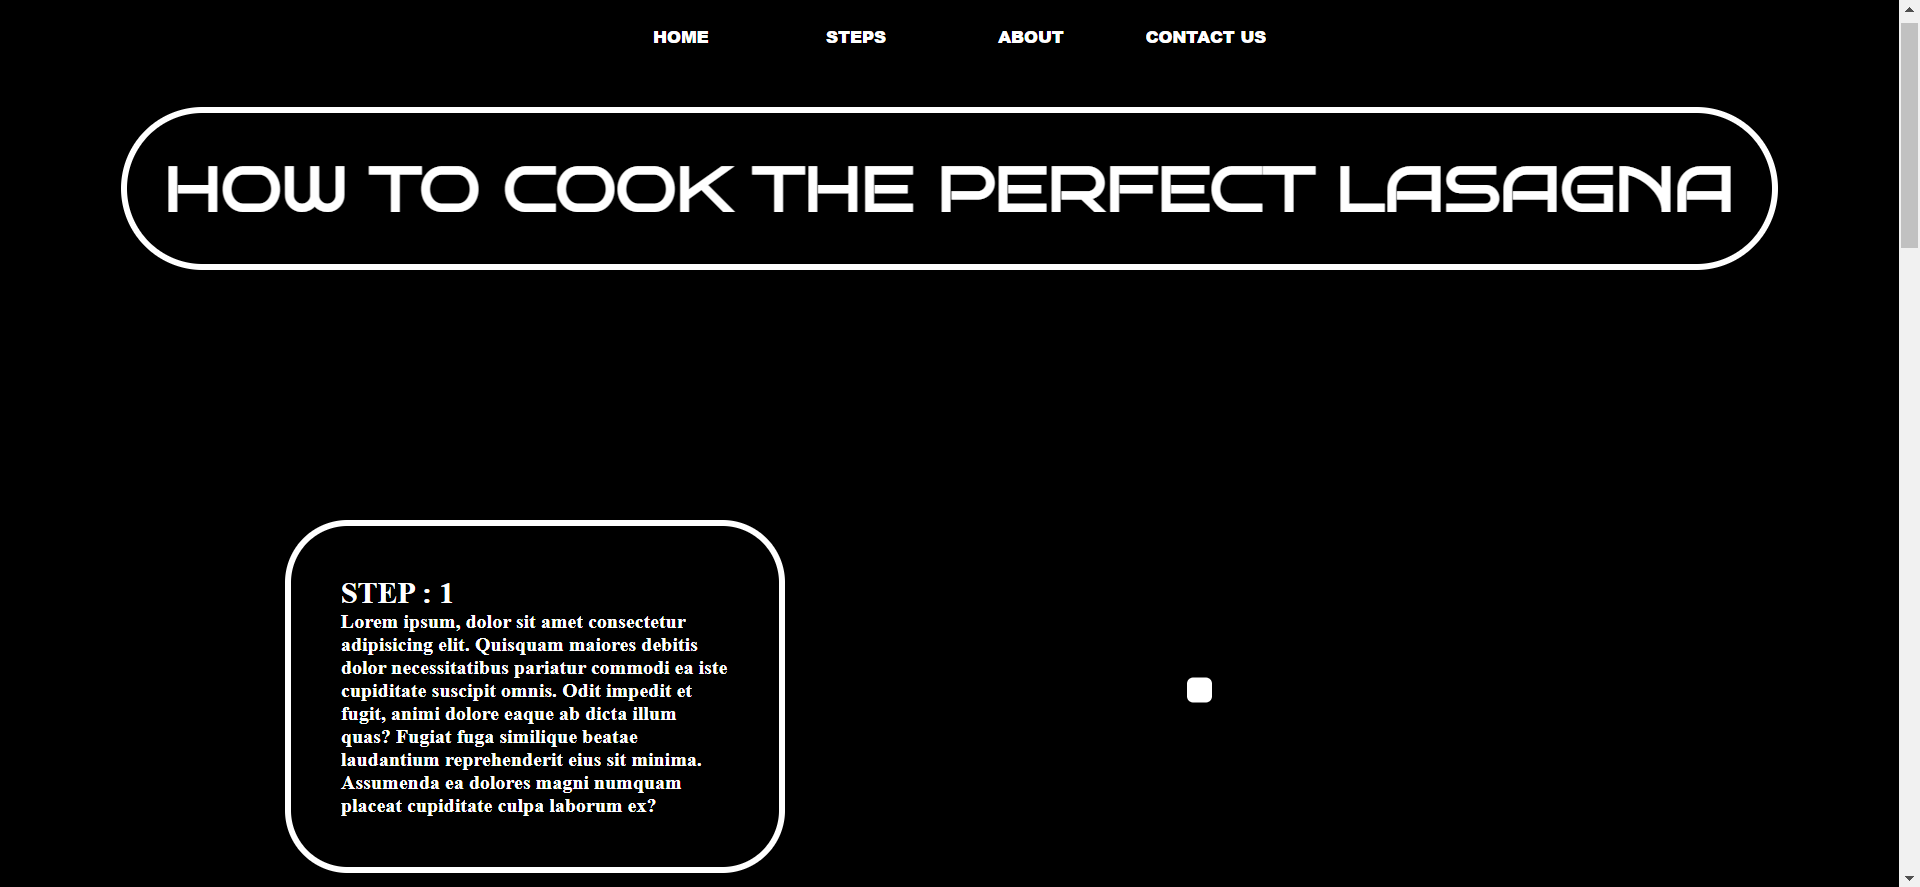 HOME STEPS ABOUT CONTACT US
HOW TO COOK THE PERFECT LASAGNA
STEP : 1
Lorem ipsum, dolor sit amet consectetur
adipisicing elit. Quisquam maiores debitis
dolor necessitatibus pariatur commodi ea iste
cupiditate suscipit omnis. Odit impedit et
fugit, animi dolore eaque ab dicta illum
quas? Fugiat fuga similique beatae
laudantium reprehenderit eius sit minima.
Assumenda ea dolores magni numquam
placeat cupiditate culpa laborum ex?